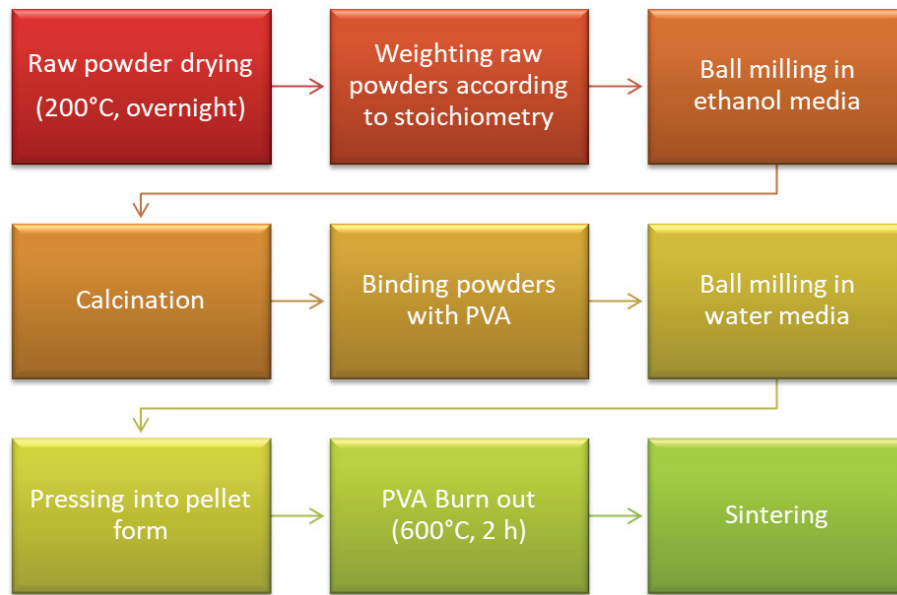 Raw powder drying
(200°C, overnight)
Weighting raw
powders according
to stoichiometry
Ball milling in
ethanol media
Calcination
Binding powders
with PVA
Ball milling in
water media
Pressing into pellet
form
PVA Burn out
(600°C, 2 h)
Sintering